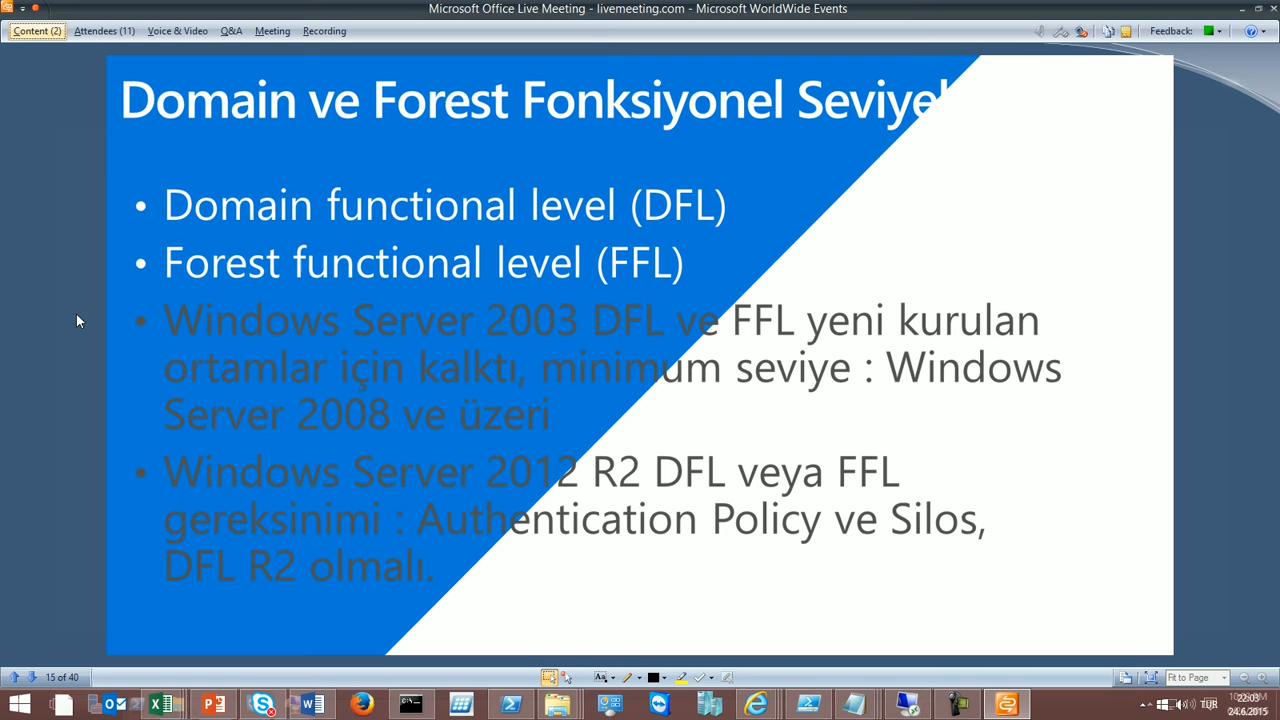 Microsoft Office Live Meeting - livemeeting.com - Microsoft WorldWide Events
Content (2) Attendees (11) Voice & Video Q&A Meeting Recording Feedback:
Domain ve Forest Fonksiyonel
• Domain functional level (DFL)
• Forest functional level (FFL)
• Windows Server 2003 DFL ve FFL yeni kurulan
ortamlar için kalktı, minimum seviye : Windows
Server 2008 ve üzeri
• Windows Server 2012 R2 DFL veya FFL
gereksinimi : Authentication Policy ve Silos,
DFL R2 olmalı.
15 of 40 Aa Fit to Page
TUR 22:03
24.6.2015